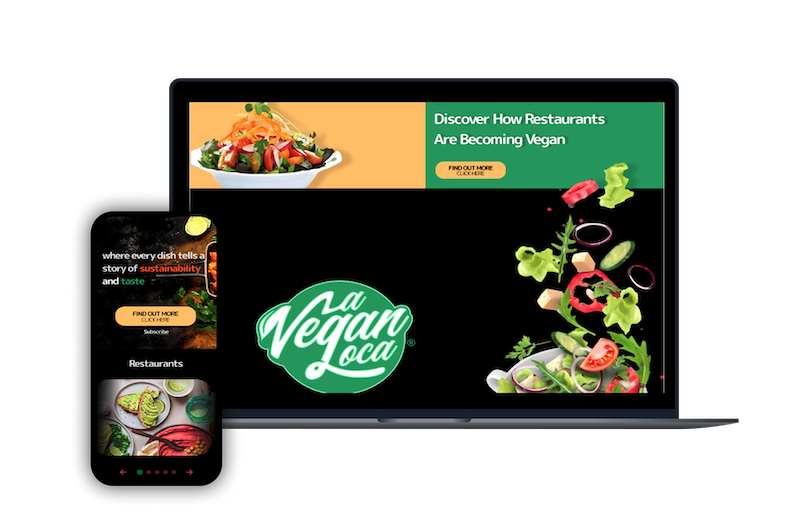 Discover How Restaurants
Are Becoming Vegan
FIND OUT MORE
CLICK HERE
La
Vegan
Loca
®
where every dish tells a
story of sustainability
and taste
FIND OUT MORE
CLICK HERE
Subscribe
Restaurants